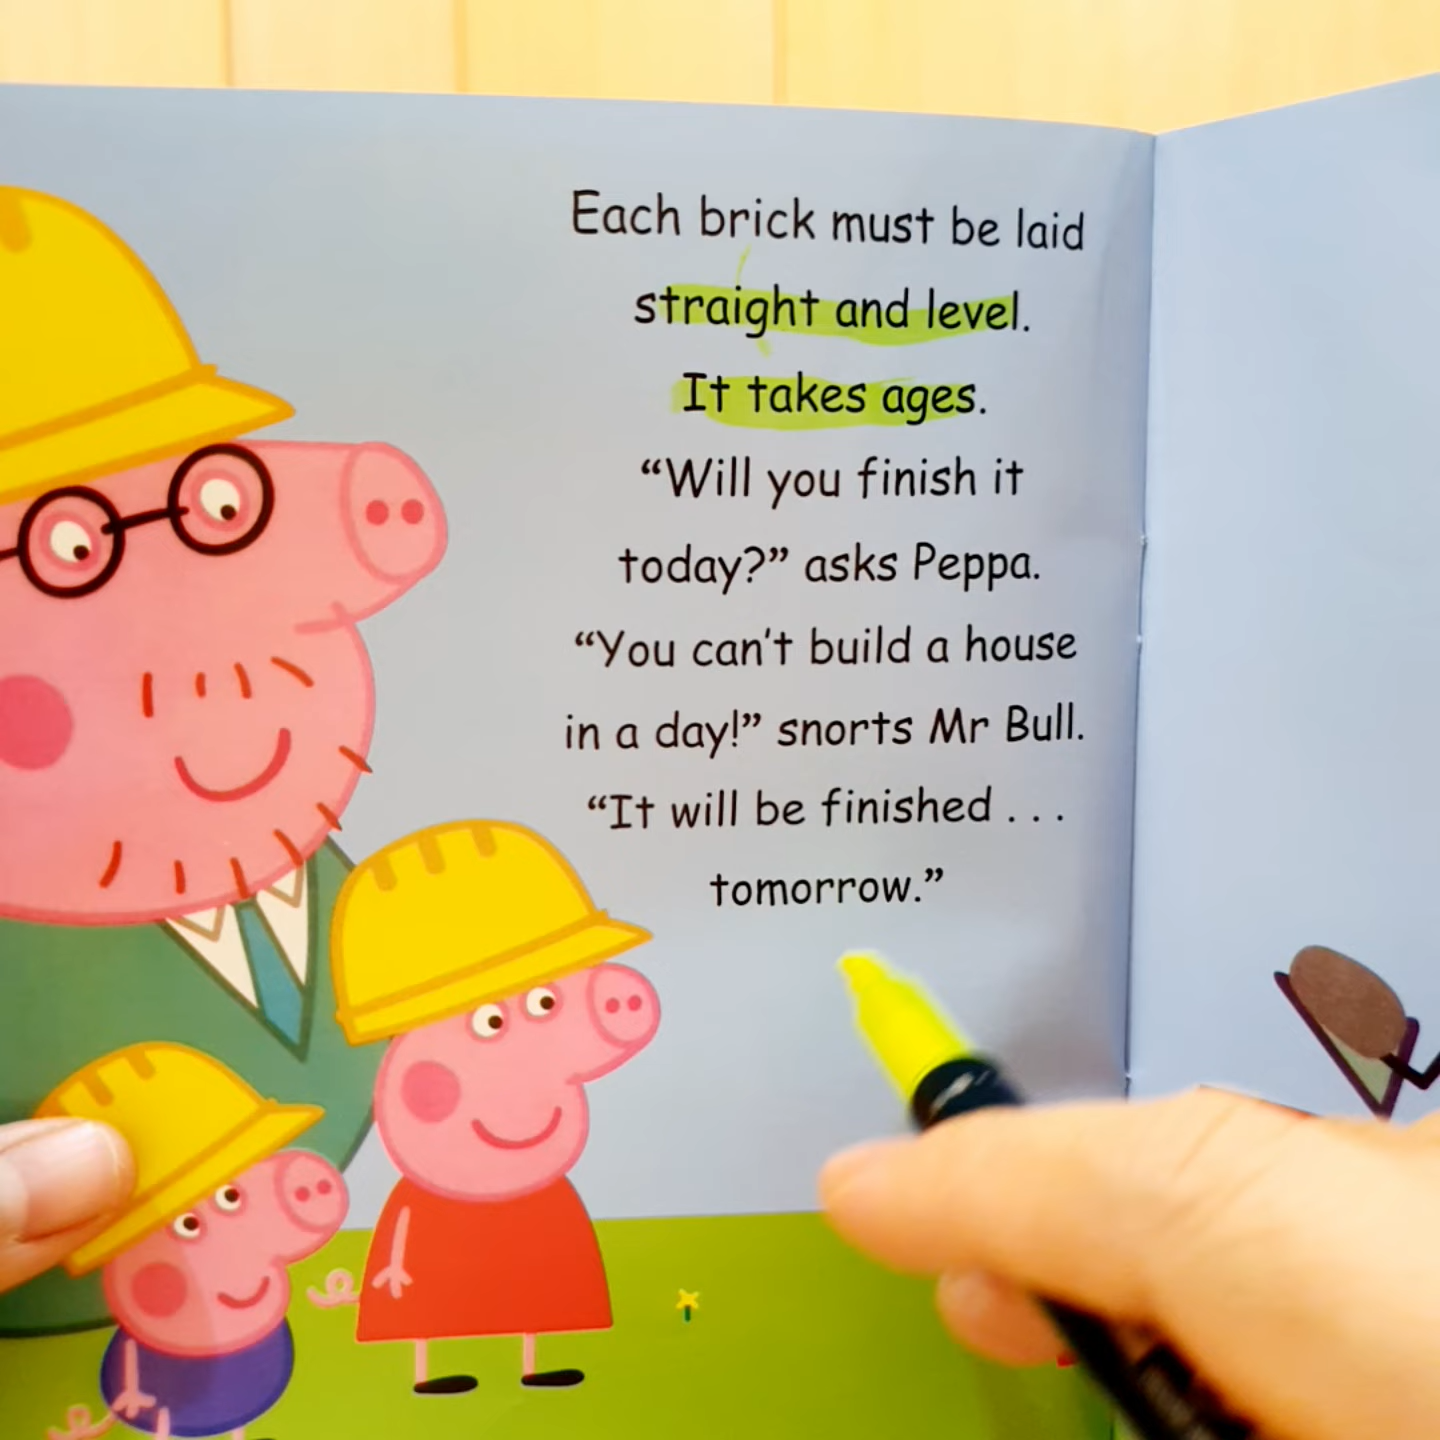 Each brick must be laid
straight and level.
It takes ages.
“Will you finish it
today?” asks Peppa.
“You can't build a house
in a day!” snorts Mr Bull.
“It will be finished . . .
tomorrow.”